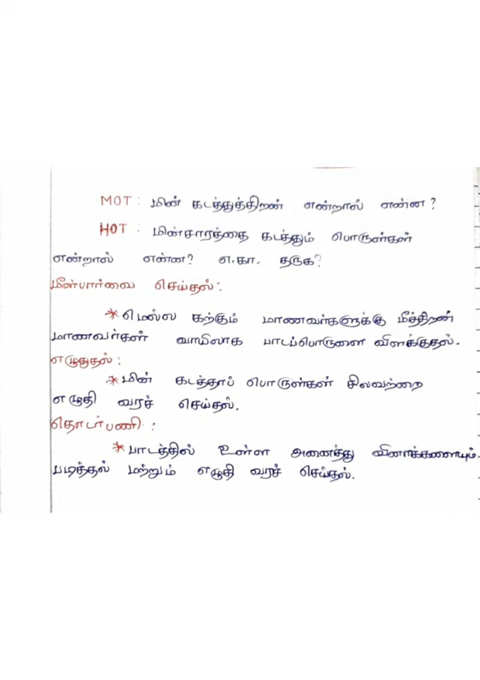 MOT : மின் கடத்துத்திறன் என்றால் என்ன ?
HOT : மின்சாரத்தை கடத்தும் பொருள்கள்
என்றால் என்ன? எ.கா. தருக?
மீள்பார்வை செய்தல் :
* மெல்ல கற்கும் மாணவர்களுக்கு மீத்திறன்
மாணவர்கள் வாயிலாக பாடப்பொருளை விளக்குதல்.
எழுதுதல் :
* மின் கடத்தாப் பொருள்கள் சிலவற்றை
எழுதி வரச் செய்தல்.
தொடர்பணி :
* பாடத்தில் உள்ள அனைத்து வினாக்களையும்
படித்தல் மற்றும் எழுதி வரச் செய்தல்.